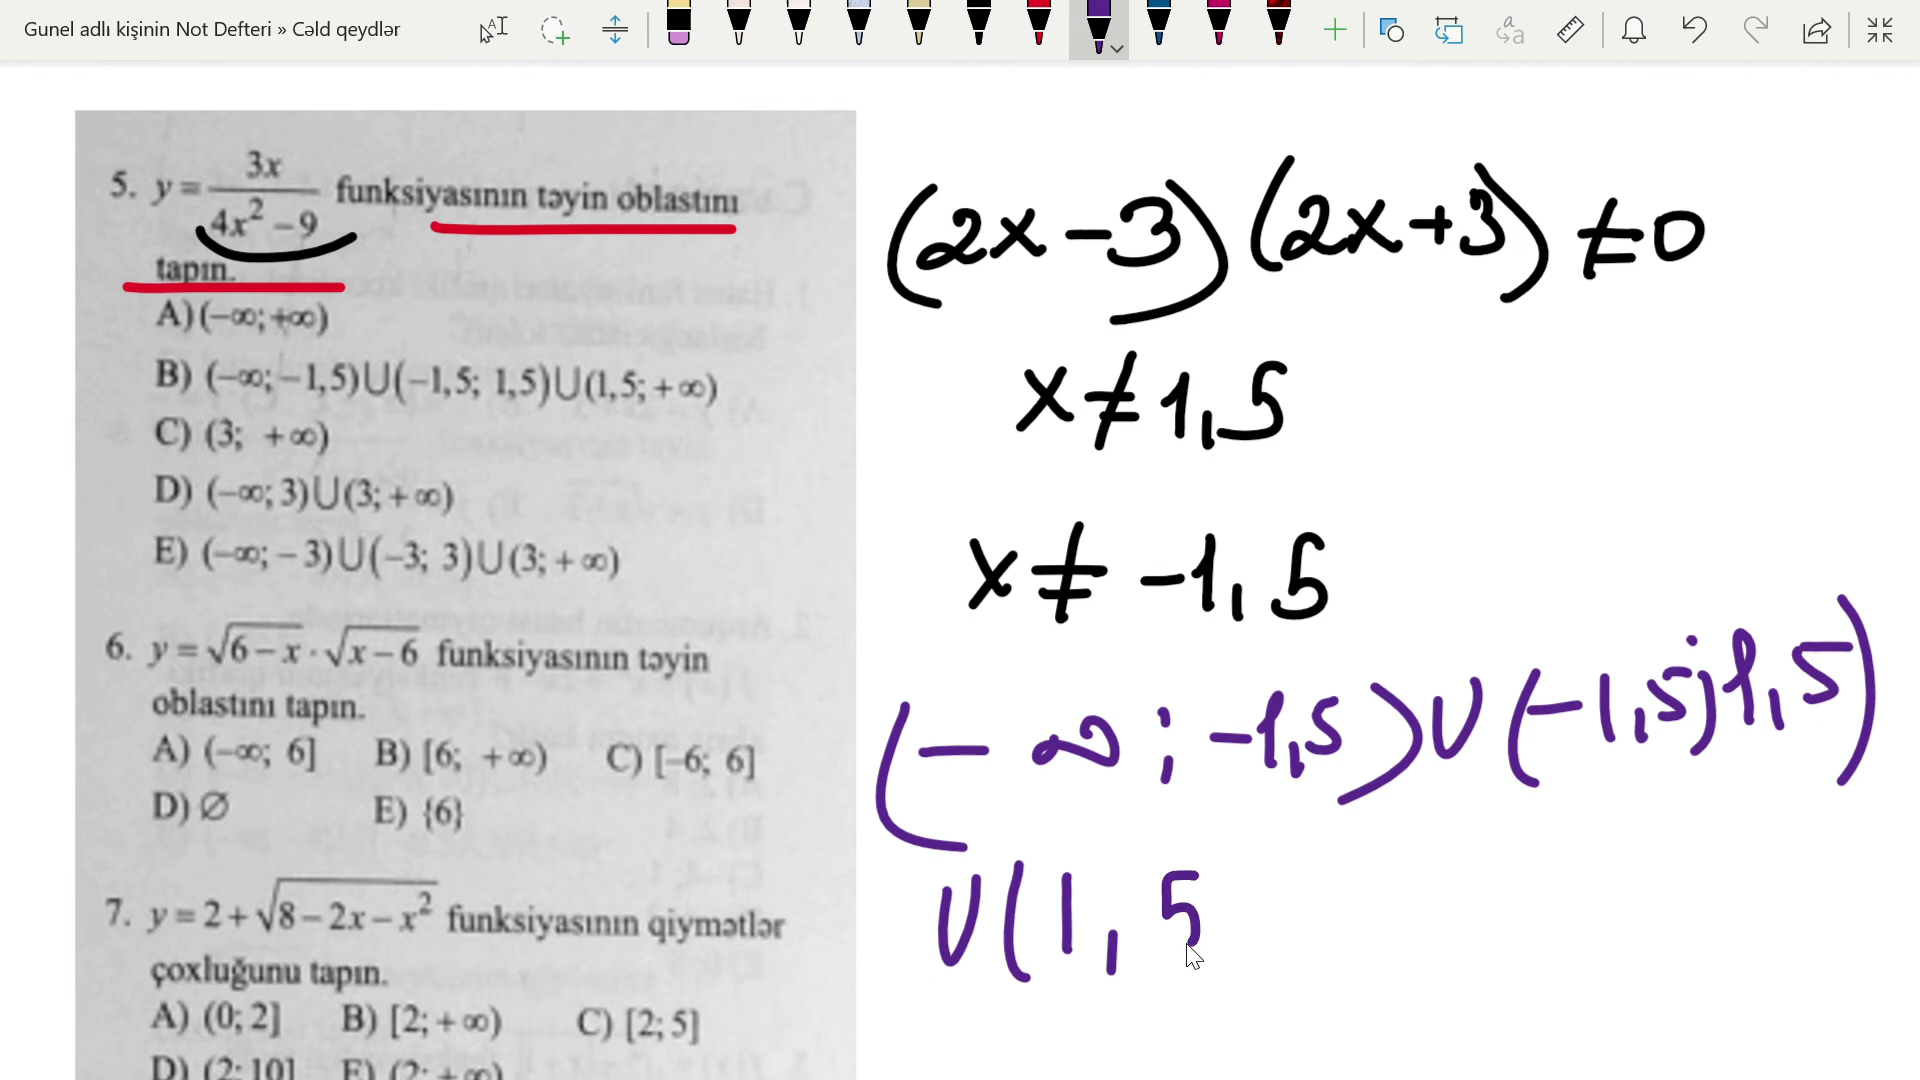 Gunel adlı kişinin Not Defteri » Cəld qeydlər
5. y = 3x / (4x² − 9) funksiyasının təyin oblastını
tapın.
A) (−∞; +∞)
B) (−∞; −1,5)∪(−1,5; 1,5)∪(1,5; +∞)
C) (3; +∞)
D) (−∞; 3)∪(3; +∞)
E) (−∞; −3)∪(−3; 3)∪(3; +∞)
6. y = √(6 − x) · √(x − 6) funksiyasının təyin
oblastını tapın.
A) (−∞; 6] B) [6; +∞) C) [−6; 6]
D) ∅ E) {6}
7. y = 2 + √(8 − 2x − x²) funksiyasının qiymətlər
çoxluğunu tapın.
A) (0; 2] B) [2; +∞) C) [2; 5]
D) (2; 10] E) (2; +∞)
(2x − 3)(2x + 3) ≠ 0
x ≠ 1,5
x ≠ −1,5
(−∞; −1,5)∪(−1,5; 1,5)
∪(1,5